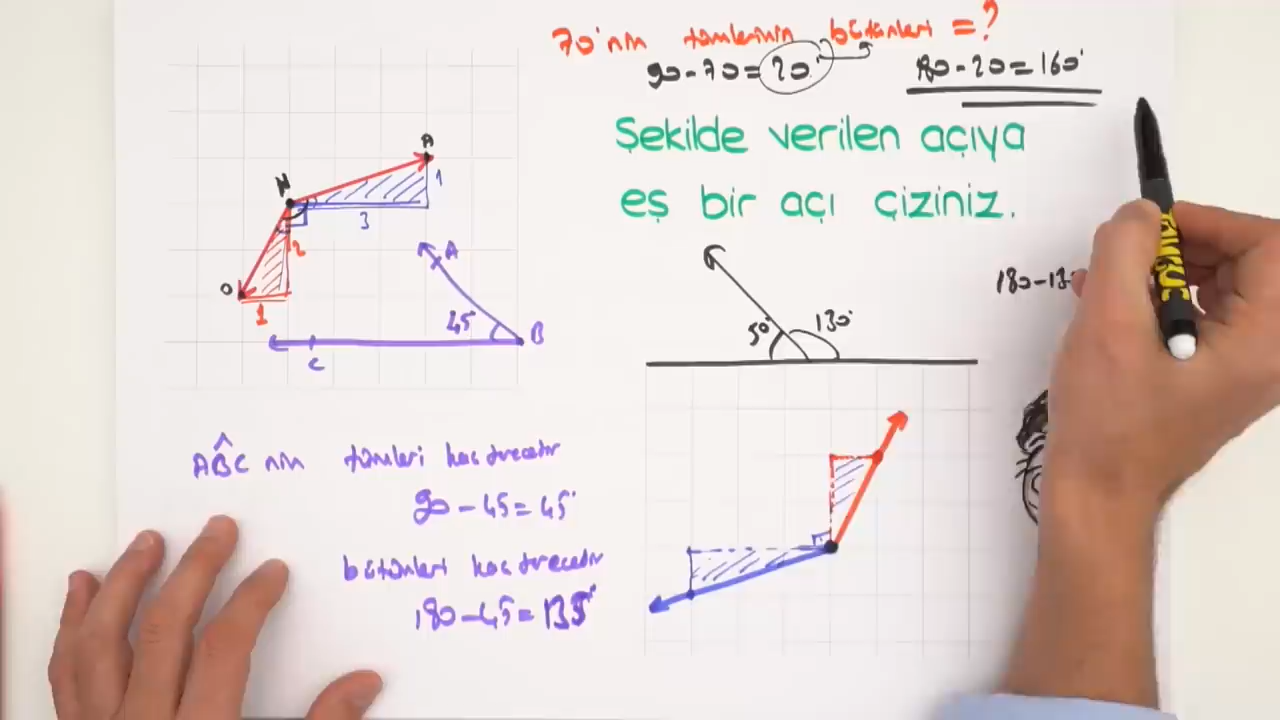 70°'nin tümlerinin bütünleri = ?
90-70=20°
180-20=160°
Şekilde verilen açıya
eş bir açı çiziniz.
A
N
1
3
2
O
1
A
45°
B
C
50°
130°
180-13
ABC nin tümleri kaç derecedir
90-45=45°
bütünleri kaç derecedir
180-45=135°